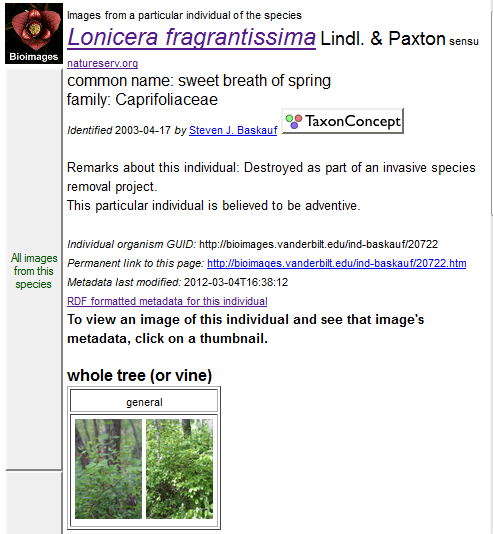 Images from a particular individual of the species
Bioimages
Lonicera fragrantissima Lindl. & Paxton sensu
natureserv.org
common name: sweet breath of spring
family: Caprifoliaceae
Identified 2003-04-17 by Steven J. Baskauf TaxonConcept
Remarks about this individual: Destroyed as part of an invasive species
removal project.
This particular individual is believed to be adventive.
All images
from this
species
Individual organism GUID: http://bioimages.vanderbilt.edu/ind-baskauf/20722
Permanent link to this page: http://bioimages.vanderbilt.edu/ind-baskauf/20722.htm
Metadata last modified: 2012-03-04T16:38:12
RDF formatted metadata for this individual
To view an image of this individual and see that image's
metadata, click on a thumbnail.
whole tree (or vine)
general